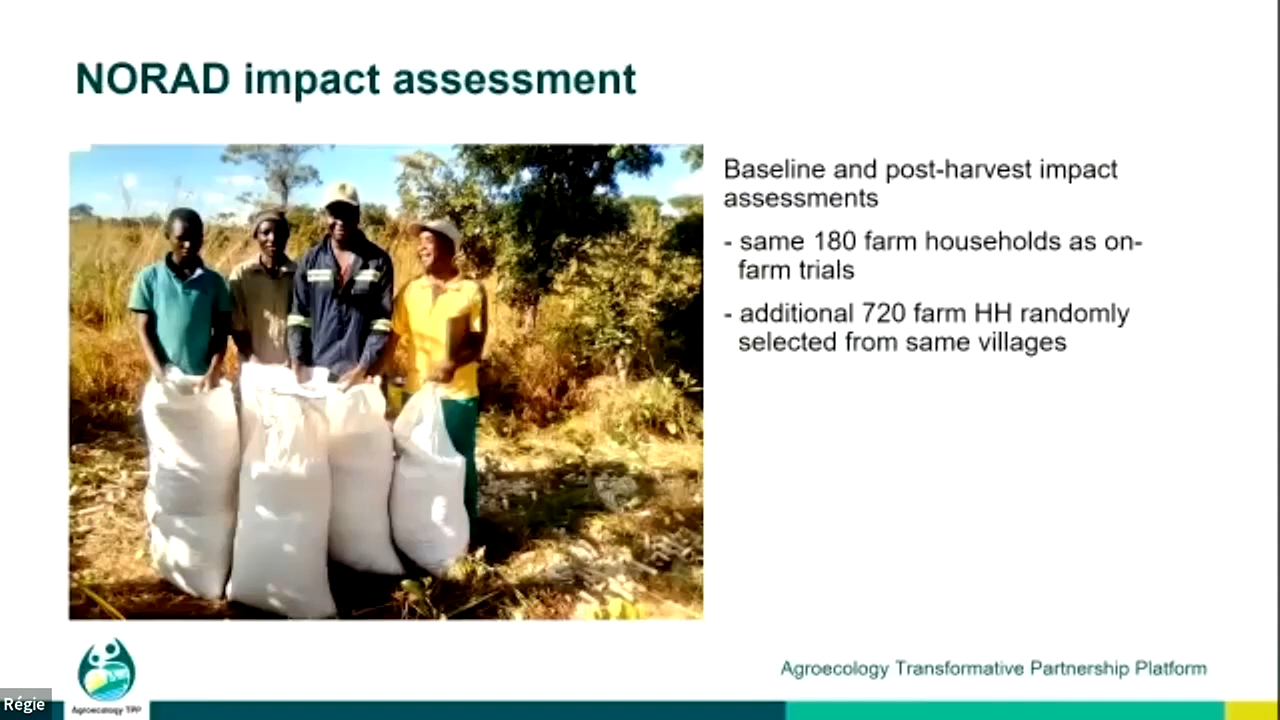 NORAD impact assessment
Baseline and post-harvest impact
assessments
- same 180 farm households as on-
farm trials
- additional 720 farm HH randomly
selected from same villages
Agroecology Transformative Partnership Platform
Agroecology TPP
Régie